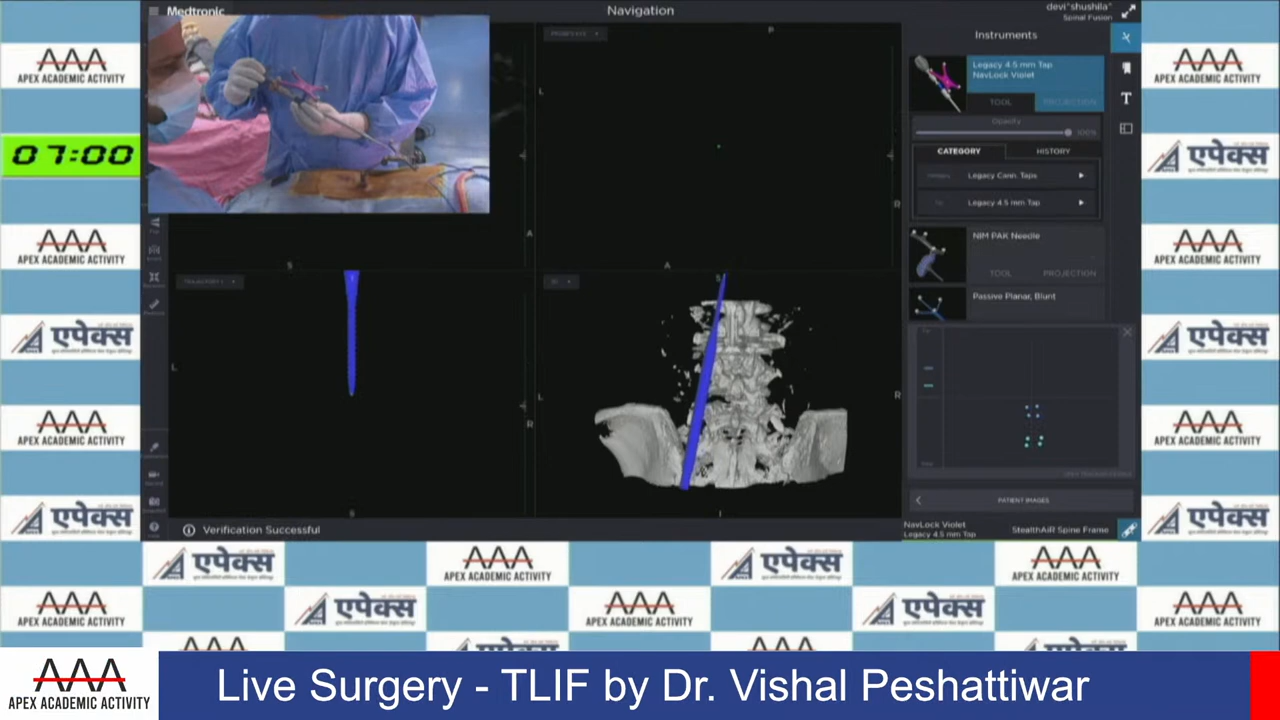 Medtronic
Navigation
devi^shushila^
Spinal Fusion
Instruments
Legacy 4.5 mm Tap
NavLock Violet
TOOL
PROJECTION
Opacity
100%
CATEGORY
HISTORY
Legacy Cann. Taps
Legacy 4.5 mm Tap
NIM PAK Needle
TOOL
PROJECTION
Passive Planar, Blunt
PATIENT IMAGES
NavLock Violet
Legacy 4.5 mm Tap
StealthAiR Spine Frame
Verification Successful
07:00
AAA
APEX ACADEMIC ACTIVITY
एपेक्स
Live Surgery - TLIF by Dr. Vishal Peshattiwar